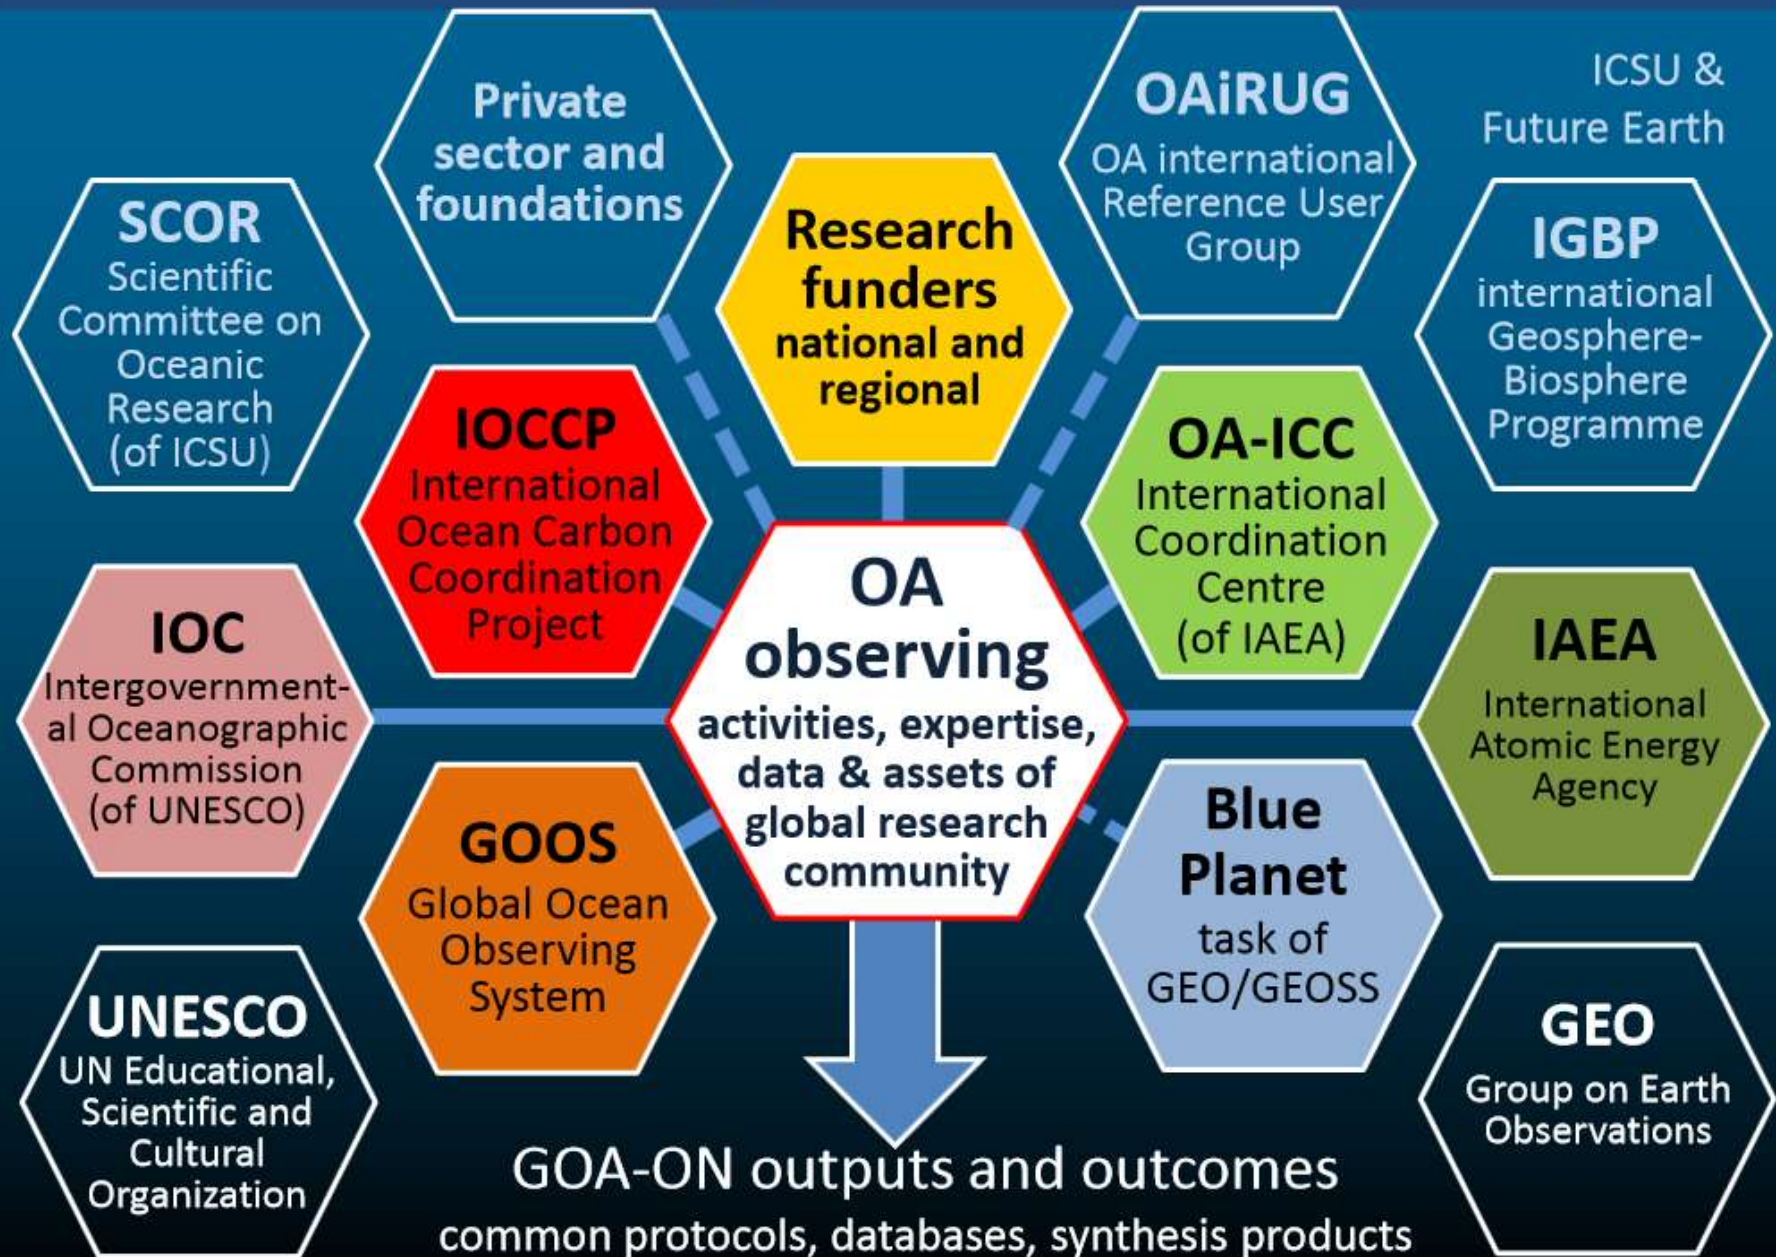 Private
sector and
foundations
OAiRUG
OA international
Reference User
Group
ICSU &
Future Earth
SCOR
Scientific
Committee on
Oceanic
Research
(of ICSU)
Research
funders
national and
regional
IGBP
international
Geosphere-
Biosphere
Programme
IOCCP
International
Ocean Carbon
Coordination
Project
OA-ICC
International
Coordination
Centre
(of IAEA)
IOC
Intergovernment-
al Oceanographic
Commission
(of UNESCO)
OA
observing
activities, expertise,
data & assets of
global research
community
IAEA
International
Atomic Energy
Agency
GOOS
Global Ocean
Observing
System
Blue
Planet
task of
GEO/GEOSS
UNESCO
UN Educational,
Scientific and
Cultural
Organization
GEO
Group on Earth
Observations
GOA-ON outputs and outcomes
common protocols, databases, synthesis products